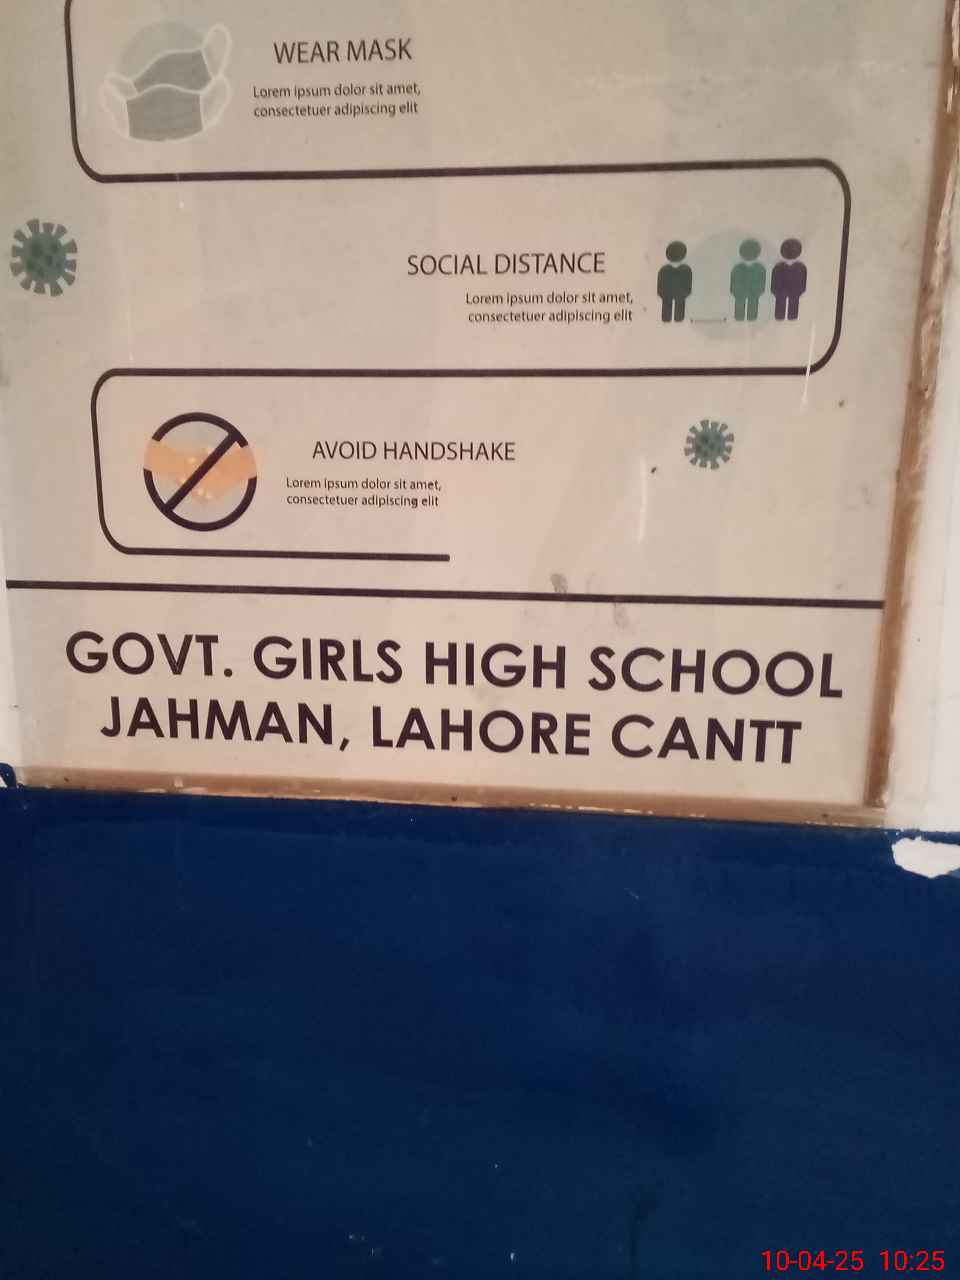 WEAR MASK
Lorem ipsum dolor sit amet,
consectetuer adipiscing elit
SOCIAL DISTANCE
Lorem ipsum dolor sit amet,
consectetuer adipiscing elit
AVOID HANDSHAKE
Lorem ipsum dolor sit amet,
consectetuer adipiscing elit
GOVT. GIRLS HIGH SCHOOL
JAHMAN, LAHORE CANTT
10-04-25 10:25